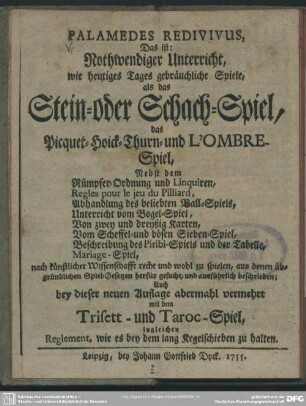 PALAMEDES REDIVIVUS,
Das ist:
Nothwendiger Unterricht,
wie heutiges Tages gebräuchliche Spiele,
als das
Stein-oder Schach-Spiel,
das
Picquet-Hoick-Thurn-und L'OMBRE-
Spiel,
Nebst dem
Rümpfer-Ordnung und Linquiren,
Regles pour le jeu du Pilliard,
Abhandlung des beliebten Ball-Spiels,
Unterricht vom Vogel-Spiel,
Von zwey und dreyßig Karten,
Vom Scheffel-und bösen Sieben-Spiel,
Beschreibung des Piribi-Spiels und der Tabelle,
Mariage-Spiel,
nach künstlicher Wissenschafft recht und wohl zu spielen, aus denen
gründlichen Spiel-Gesetzen herfür gesucht, und ausführlich beschrieben;
Auch
bey dieser neuen Auflage abermahl vermehrt
mit dem
Trisett-und Taroc-Spiel,
ingleichen
Reglement, wie es bey dem lang Kegelschieben zu halten.
Leipzig, bey Johann Gottfried Dyck. 1755.